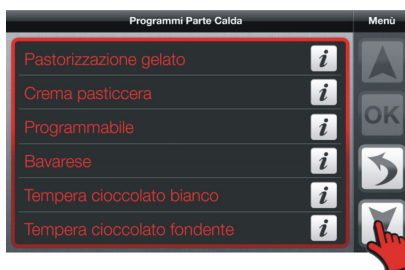 Programmi Parte Calda
Menù
Pastorizzazione gelato
i
Crema pasticcera
i
OK
Programmabile
i
Bavarese
i
Tempera cioccolato bianco
i
Tempera cioccolato fondente
i